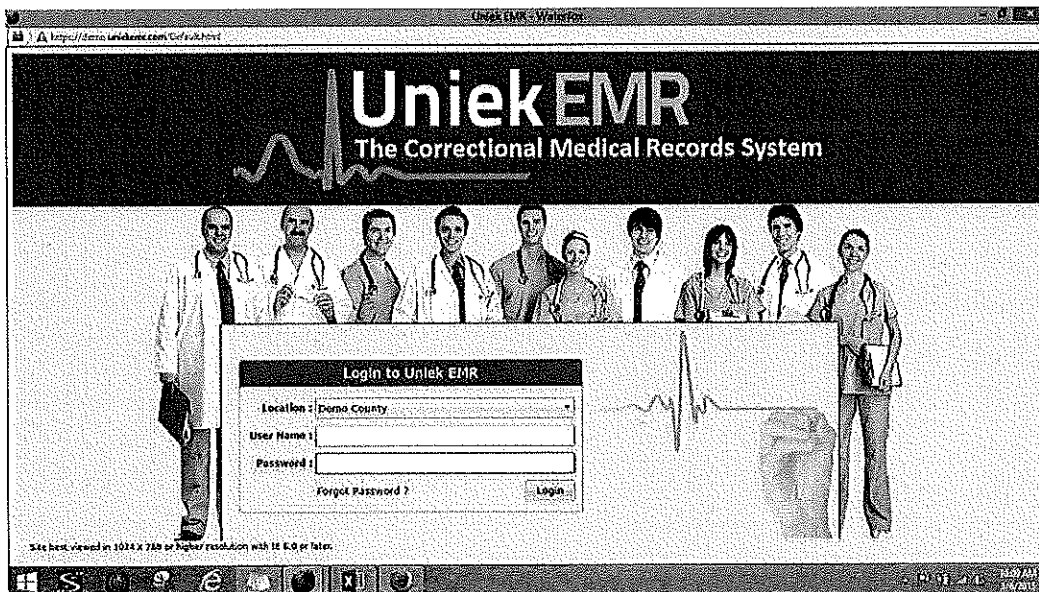 Uniek EMR - Waterfox
https://demo.uniekemr.com/Default.html
Uniek EMR
The Correctional Medical Records System
Login to Uniek EMR
Location : Demo County
User Name :
Password :
Forgot Password ?
Login
Site best viewed in 1024 X 768 or higher resolution with IE 6.0 or later.